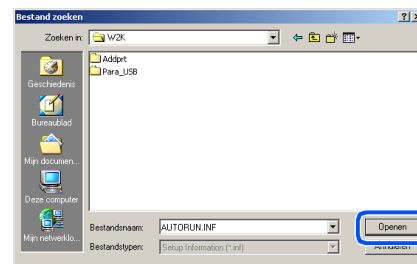 Bestand zoeken
Zoeken in: W2K
Addprt
Para_USB
Geschiedenis
Bureaublad
Mijn documen...
Deze computer
Mijn netwerklo...
Bestandsnaam: AUTORUN.INF Openen
Bestandstypen: Setup Information (*.inf) Annuleren